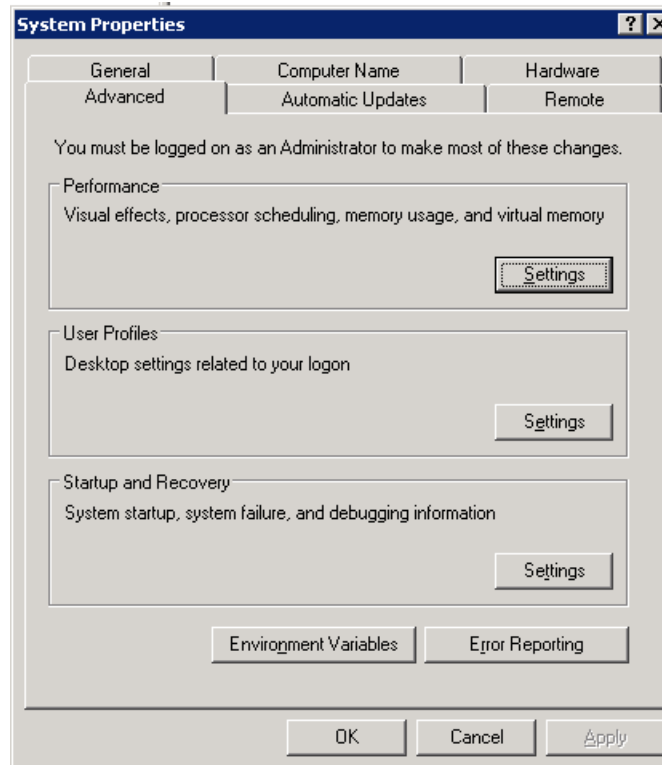 System Properties
General
Computer Name
Hardware
Advanced
Automatic Updates
Remote
You must be logged on as an Administrator to make most of these changes.
Performance
Visual effects, processor scheduling, memory usage, and virtual memory
Settings
User Profiles
Desktop settings related to your logon
Settings
Startup and Recovery
System startup, system failure, and debugging information
Settings
Environment Variables
Error Reporting
OK
Cancel
Apply